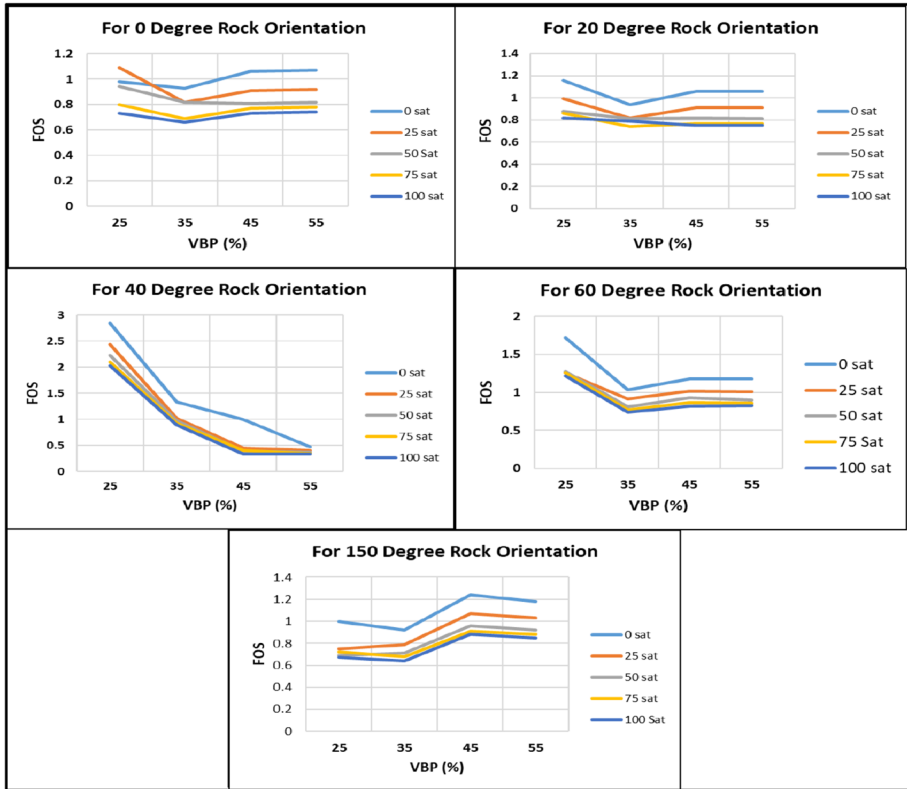 For 0 Degree Rock Orientation
1.2
1
0.8
0.6
0.4
0.2
0
FOS
25 35 45 55
VBP (%)
0 sat
25 sat
50 Sat
75 sat
100 sat
For 20 Degree Rock Orientation
1.4
1.2
1
0.8
0.6
0.4
0.2
0
FOS
25 35 45 55
VBP (%)
0 sat
25 sat
50 sat
75 sat
100 sat
For 40 Degree Rock Orientation
3
2.5
2
1.5
1
0.5
0
FOS
25 35 45 55
VBP (%)
0 sat
25 sat
50 sat
75 sat
100 sat
For 60 Degree Rock Orientation
2
1.5
1
0.5
0
FOS
25 35 45 55
VBP (%)
0 sat
25 sat
50 sat
75 Sat
100 sat
For 150 Degree Rock Orientation
1.4
1.2
1
0.8
0.6
0.4
0.2
0
FOS
25 35 45 55
VBP (%)
0 sat
25 sat
50 sat
75 sat
100 Sat